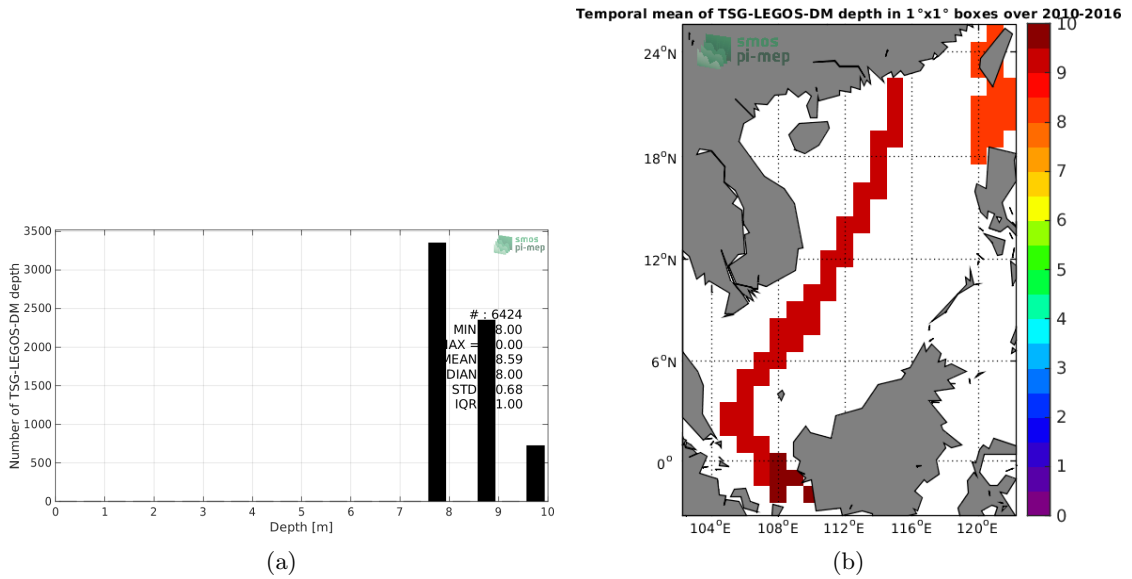 Temporal mean of TSG-LEGOS-DM depth in 1°x1° boxes over 2010-2016
smos
pi-mep
24°N
18°N
12°N
6°N
0°
104°E
108°E
112°E
116°E
120°E
10
9
8
7
6
5
4
3
2
1
0
(b)
smos
pi-mep
Number of TSG-LEGOS-DM depth
3500
3000
2500
2000
1500
1000
500
0
# : 6424
MIN 8.00
MAX = 0.00
MEAN 8.59
DIAN 8.00
STD 0.68
IQR 1.00
0
1
2
3
4
5
6
7
8
9
10
Depth [m]
(a)